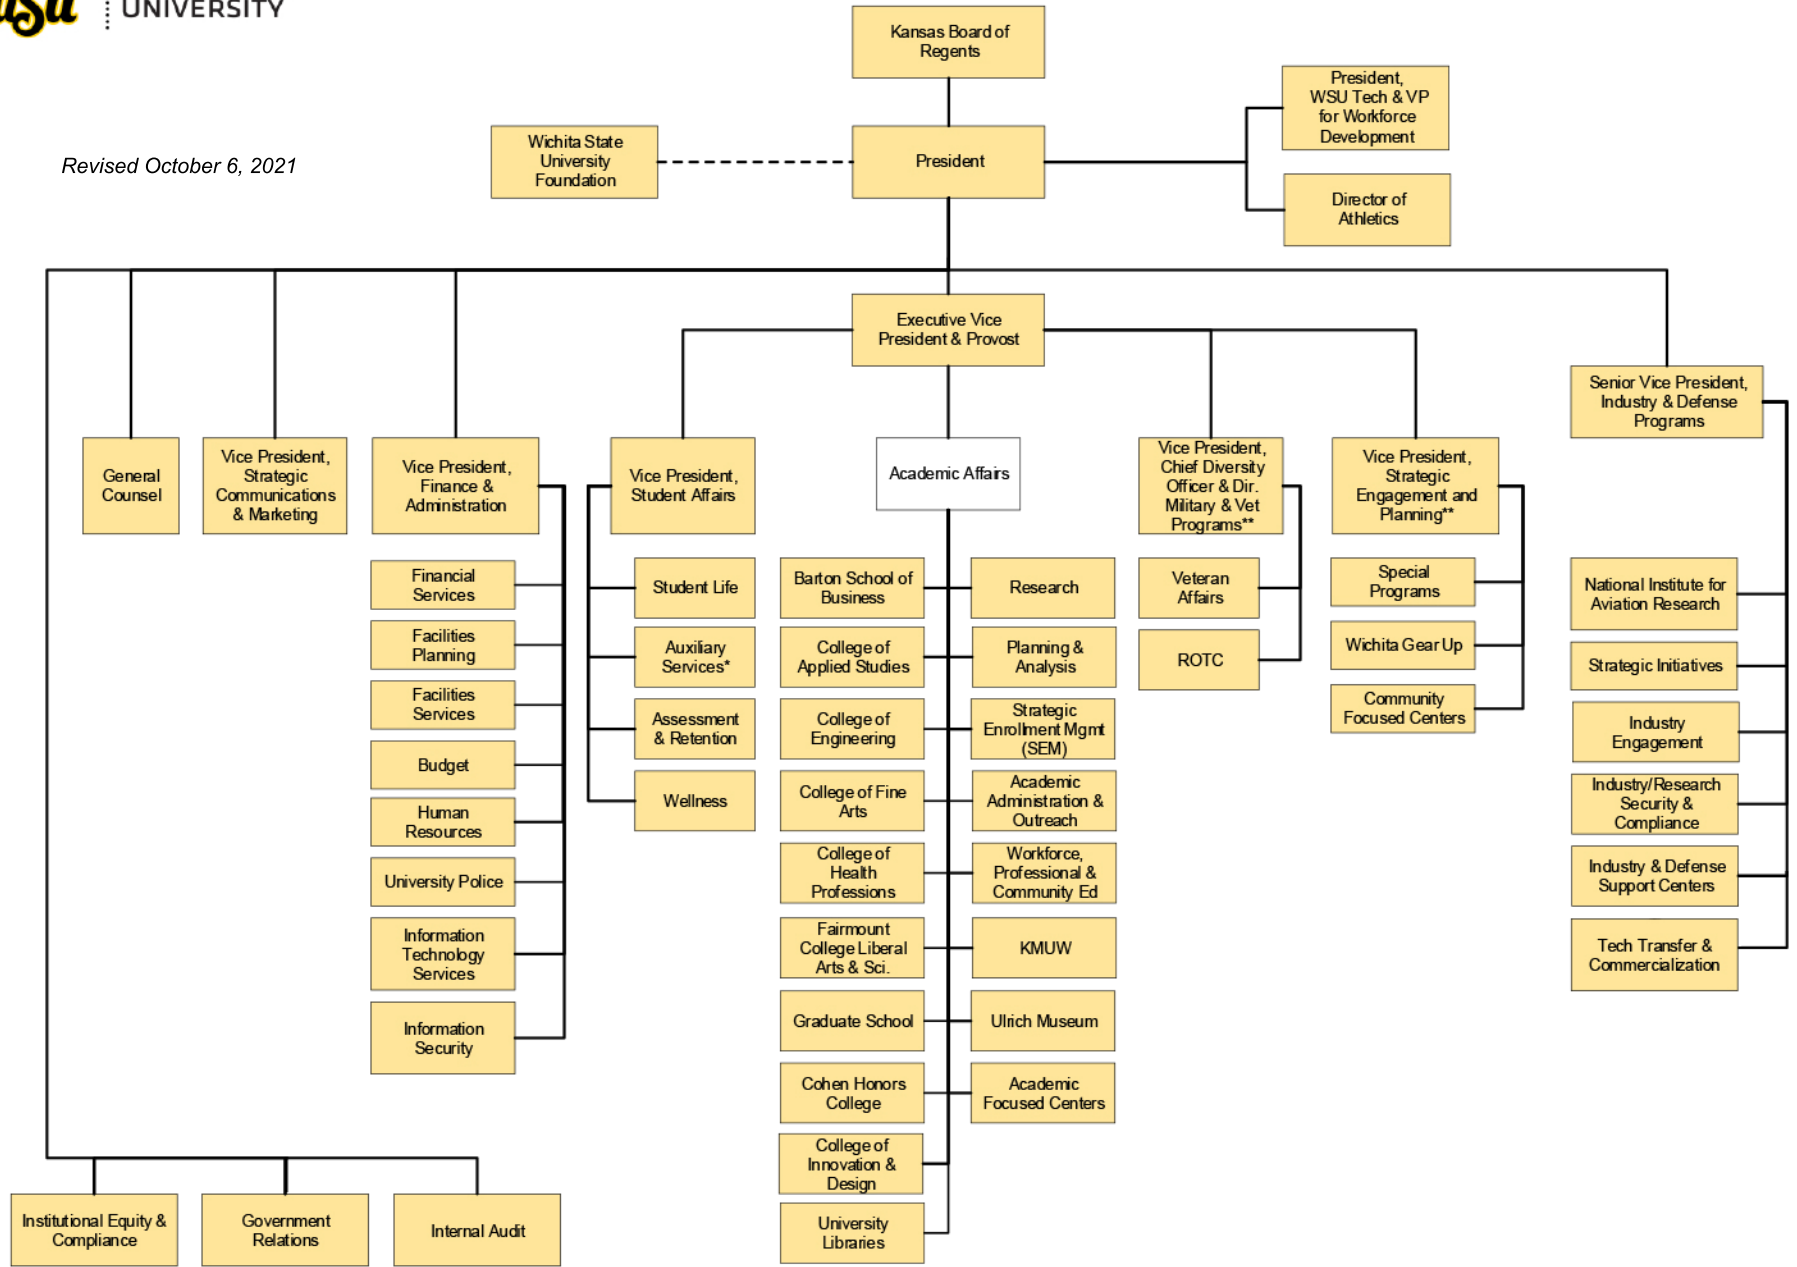 UNIVERSITY
Revised October 6, 2021
Kansas Board of
Regents
Wichita State
University
Foundation
President
President,
WSU Tech & VP
for Workforce
Development
Director of
Athletics
Executive Vice
President & Provost
Senior Vice President,
Industry & Defense
Programs
General
Counsel
Vice President,
Strategic
Communications
& Marketing
Vice President,
Finance &
Administration
Vice President,
Student Affairs
Academic Affairs
Vice President,
Chief Diversity
Officer & Dir.
Military & Vet
Programs**
Vice President,
Strategic
Engagement and
Planning**
Financial
Services
Facilities
Planning
Facilities
Services
Budget
Human
Resources
University Police
Information
Technology
Services
Information
Security
Student Life
Auxiliary
Services*
Assessment
& Retention
Wellness
Barton School of
Business
College of
Applied Studies
College of
Engineering
College of Fine
Arts
College of
Health
Professions
Fairmount
College Liberal
Arts & Sci.
Graduate School
Cohen Honors
College
College of
Innovation &
Design
University
Libraries
Research
Planning &
Analysis
Strategic
Enrollment Mgmt
(SEM)
Academic
Administration &
Outreach
Workforce,
Professional &
Community Ed
KMUW
Ulrich Museum
Academic
Focused Centers
Veteran
Affairs
ROTC
Special
Programs
Wichita Gear Up
Community
Focused Centers
National Institute for
Aviation Research
Strategic Initiatives
Industry
Engagement
Industry/Research
Security &
Compliance
Industry & Defense
Support Centers
Tech Transfer &
Commercialization
Institutional Equity &
Compliance
Government
Relations
Internal Audit